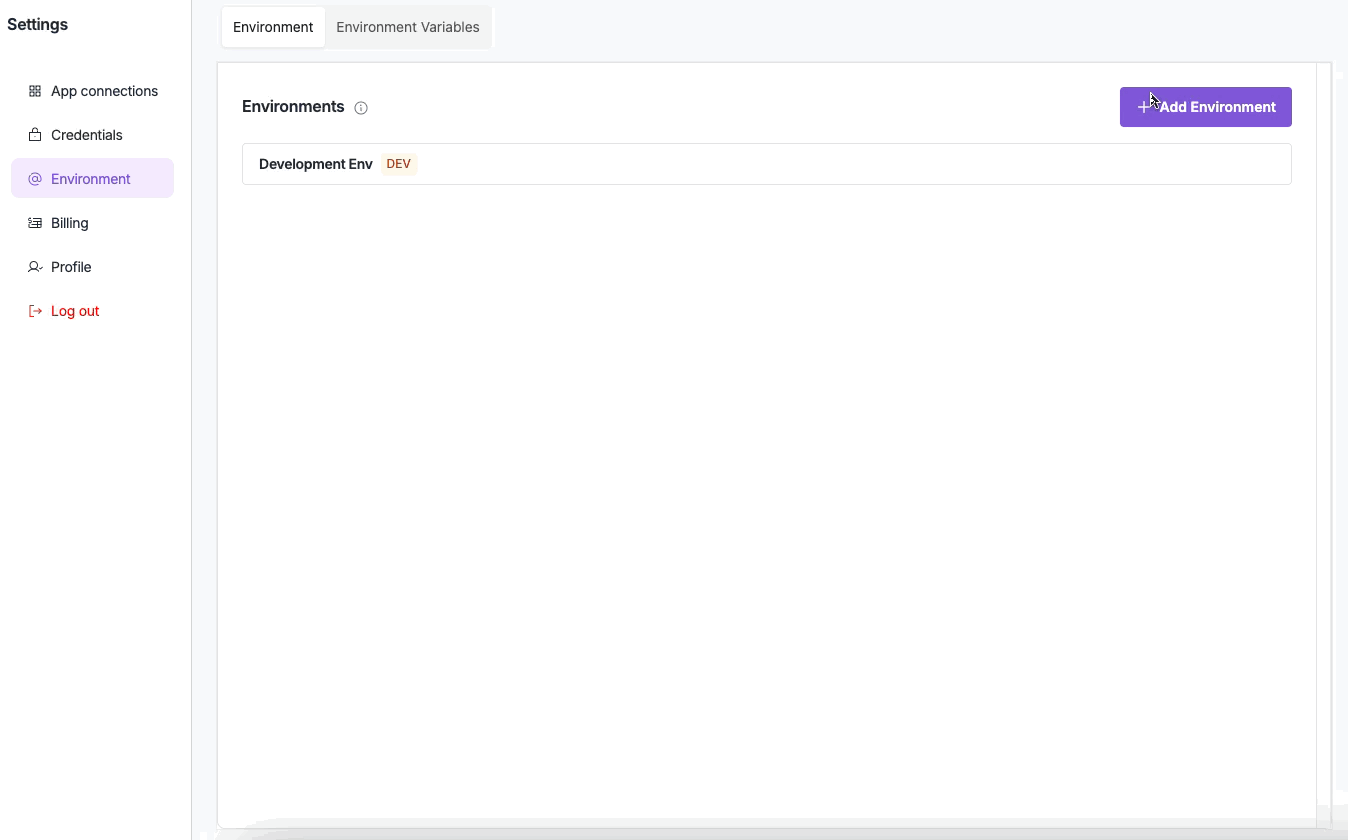 Settings
App connections
Credentials
Environment
Billing
Profile
Log out
Environment
Environment Variables
Environments
Add Environment
Development Env DEV